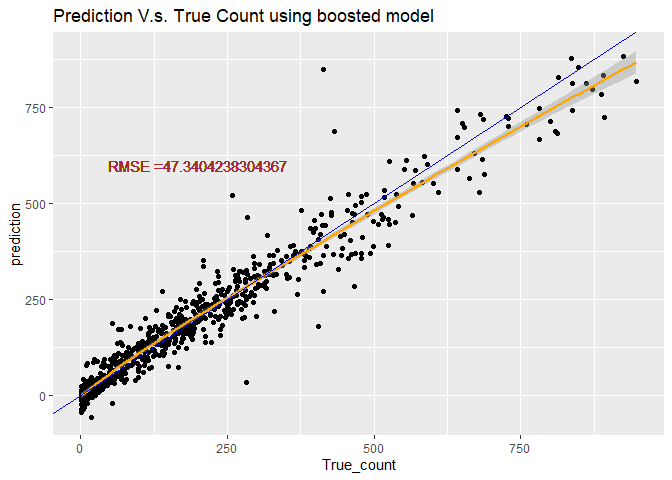 Prediction V.s. True Count using boosted model
750
RMSE =47.3404238304367
500
prediction
250
0
0
250
500
750
True_count